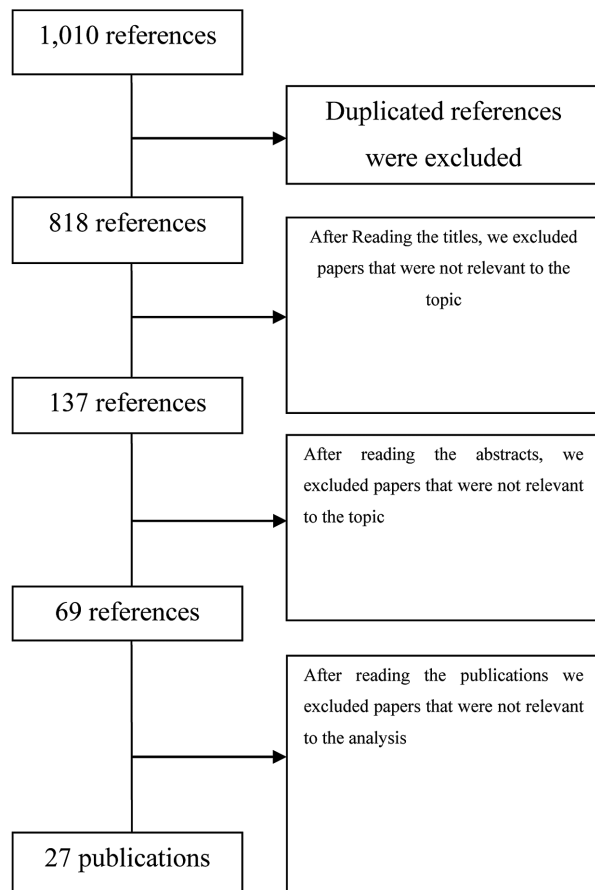 1,010 references
Duplicated references
were excluded
818 references
After Reading the titles, we excluded
papers that were not relevant to the
topic
137 references
After reading the abstracts, we
excluded papers that were not relevant
to the topic
69 references
After reading the publications we
excluded papers that were not relevant
to the analysis
27 publications